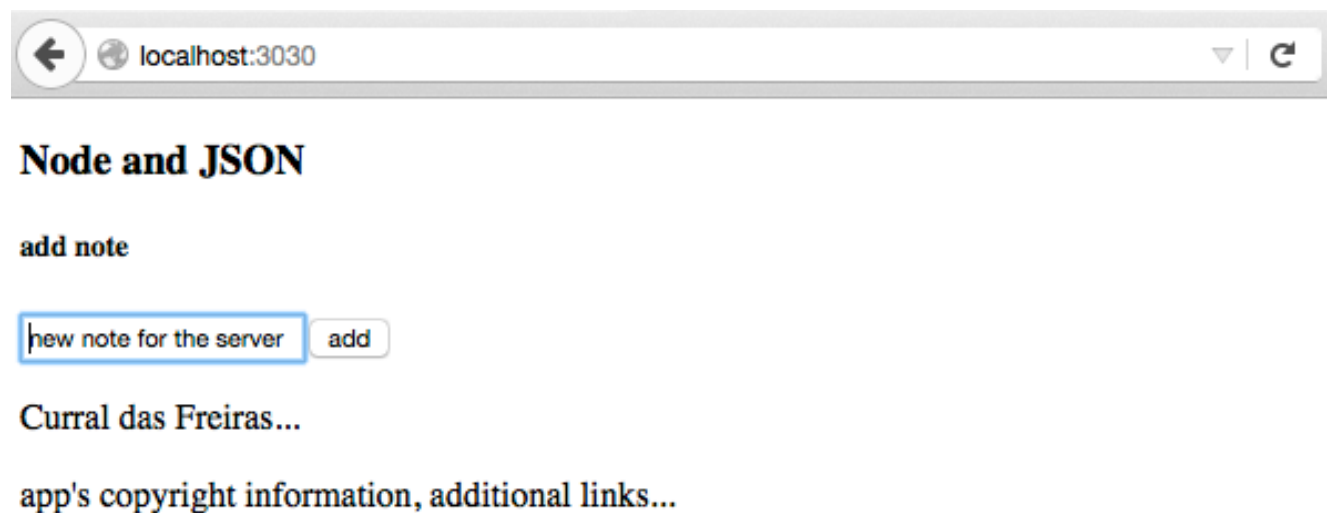 localhost:3030
Node and JSON
add note
new note for the server add
Curral das Freiras...
app's copyright information, additional links...